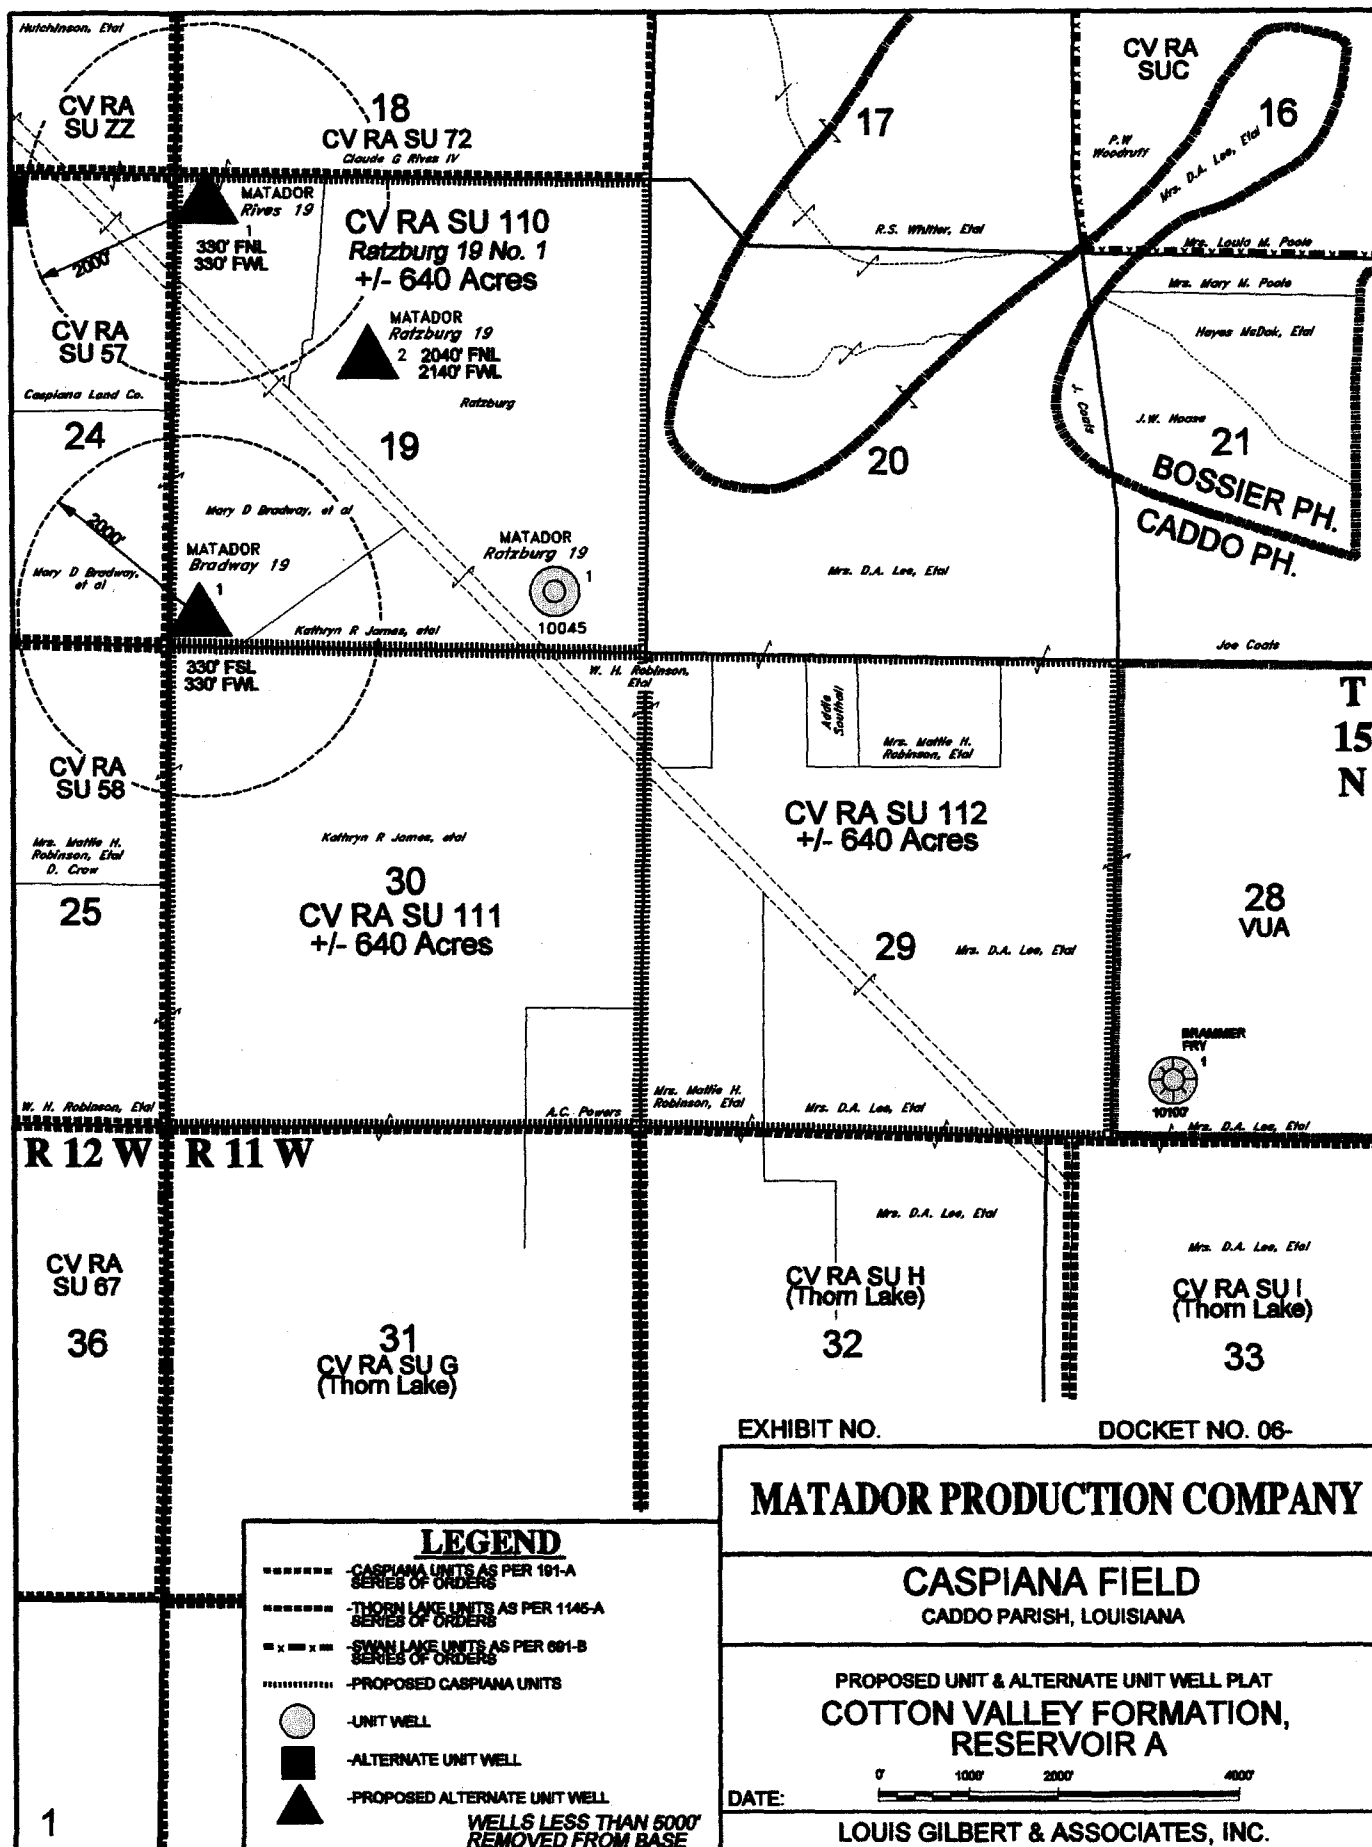 Hutchinson, Etal
CV RA
SU ZZ
18
CV RA SU 72
Claude G Rives IV
17
CV RA
SUC
16
P.W
Woodruff
Mrs. D.A. Lee, Etal
MATADOR
Rives 19
1
330' FNL
330' FWL
2000'
CV RA SU 110
Ratzburg 19 No. 1
+/- 640 Acres
R.S. Whitler, Etal
Mrs. Louia M. Poole
Mrs. Mary M. Poole
CV RA
SU 57
MATADOR
Ratzburg 19
2 2040' FNL
2140' FWL
Hayes McDok, Etal
Caspiana Land Co.
Ratzburg
J. Coats
J.W. Hoase
24
19
20
21
BOSSIER PH.
CADDO PH.
2000'
Mary D Bradway, et al
MATADOR
Bradway 19
1
MATADOR
Ratzburg 19
1
10045
Mary D Bradway,
et al
Mrs. D.A. Lee, Etal
Kathryn R James, etal
Joe Coats
330' FSL
330' FWL
W. H. Robinson,
Etal
Addie
Southall
Mrs. Mattie H.
Robinson, Etal
T
15
N
CV RA
SU 58
CV RA SU 112
+/- 640 Acres
Mrs. Mattie H.
Robinson, Etal
D. Crow
Kathryn R James, etal
25
30
CV RA SU 111
+/- 640 Acres
29
Mrs. D.A. Lee, Etal
28
VUA
BRAMMER
FRY
1
10100'
W. H. Robinson, Etal
A.C. Powers
Mrs. Mattie H.
Robinson, Etal
Mrs. D.A. Lee, Etal
Mrs. D.A. Lee, Etal
R 12 W
R 11 W
Mrs. D.A. Lee, Etal
Mrs. D.A. Lee, Etal
CV RA
SU 67
36
31
CV RA SU G
(Thorn Lake)
CV RA SU H
(Thorn Lake)
32
CV RA SU I
(Thorn Lake)
33
EXHIBIT NO.
DOCKET NO. 06-
MATADOR PRODUCTION COMPANY
CASPIANA FIELD
CADDO PARISH, LOUISIANA
PROPOSED UNIT & ALTERNATE UNIT WELL PLAT
COTTON VALLEY FORMATION,
RESERVOIR A
0' 1000' 2000' 4000'
DATE:
LOUIS GILBERT & ASSOCIATES, INC.
LEGEND
-CASPIANA UNITS AS PER 191-A
SERIES OF ORDERS
-THORN LAKE UNITS AS PER 1145-A
SERIES OF ORDERS
-SWAN LAKE UNITS AS PER 691-B
SERIES OF ORDERS
-PROPOSED CASPIANA UNITS
-UNIT WELL
-ALTERNATE UNIT WELL
-PROPOSED ALTERNATE UNIT WELL
WELLS LESS THAN 5000'
REMOVED FROM BASE
1